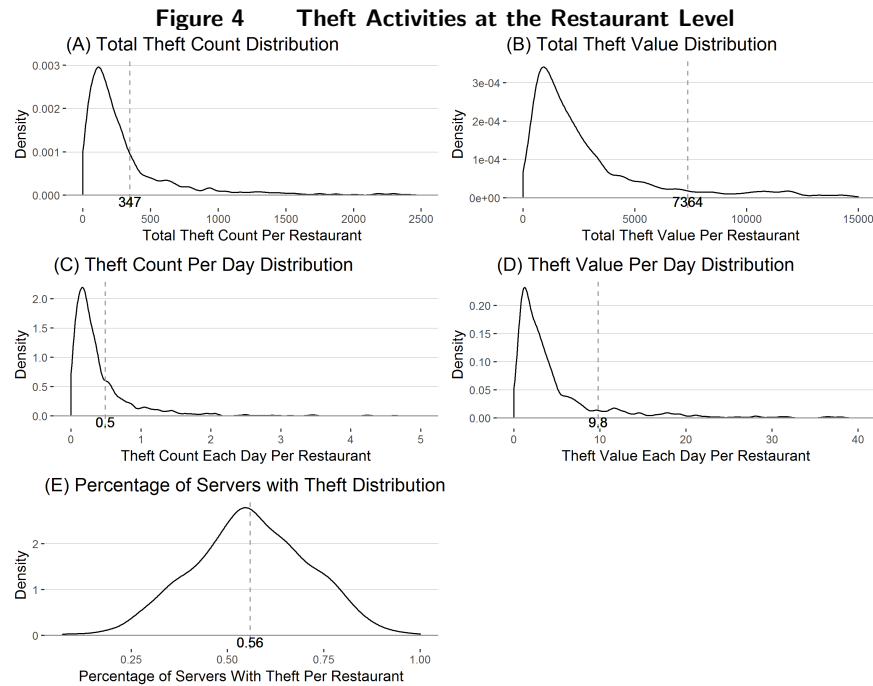 Figure 4 Theft Activities at the Restaurant Level
(A) Total Theft Count Distribution
Density
0.003
0.002
0.001
0.000
347
0 500 1000 1500 2000 2500
Total Theft Count Per Restaurant
(B) Total Theft Value Distribution
Density
3e-04
2e-04
1e-04
0e+00
7364
0 5000 10000 15000
Total Theft Value Per Restaurant
(C) Theft Count Per Day Distribution
Density
2.0
1.5
1.0
0.5
0.0
0.5
0 1 2 3 4 5
Theft Count Each Day Per Restaurant
(D) Theft Value Per Day Distribution
Density
0.20
0.15
0.10
0.05
0.00
9.8
0 10 20 30 40
Theft Value Each Day Per Restaurant
(E) Percentage of Servers with Theft Distribution
Density
2
1
0
0.56
0.25 0.50 0.75 1.00
Percentage of Servers With Theft Per Restaurant